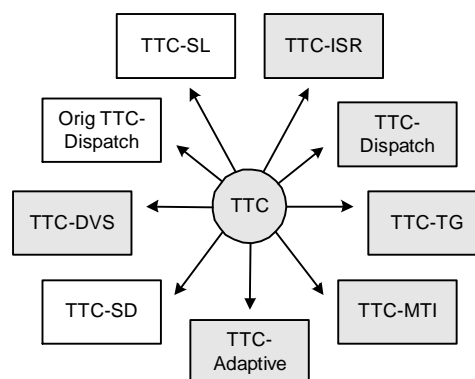 TTC-SL
TTC-ISR
Orig TTC-
Dispatch
TTC-
Dispatch
TTC-DVS
TTC
TTC-TG
TTC-SD
TTC-MTI
TTC-
Adaptive